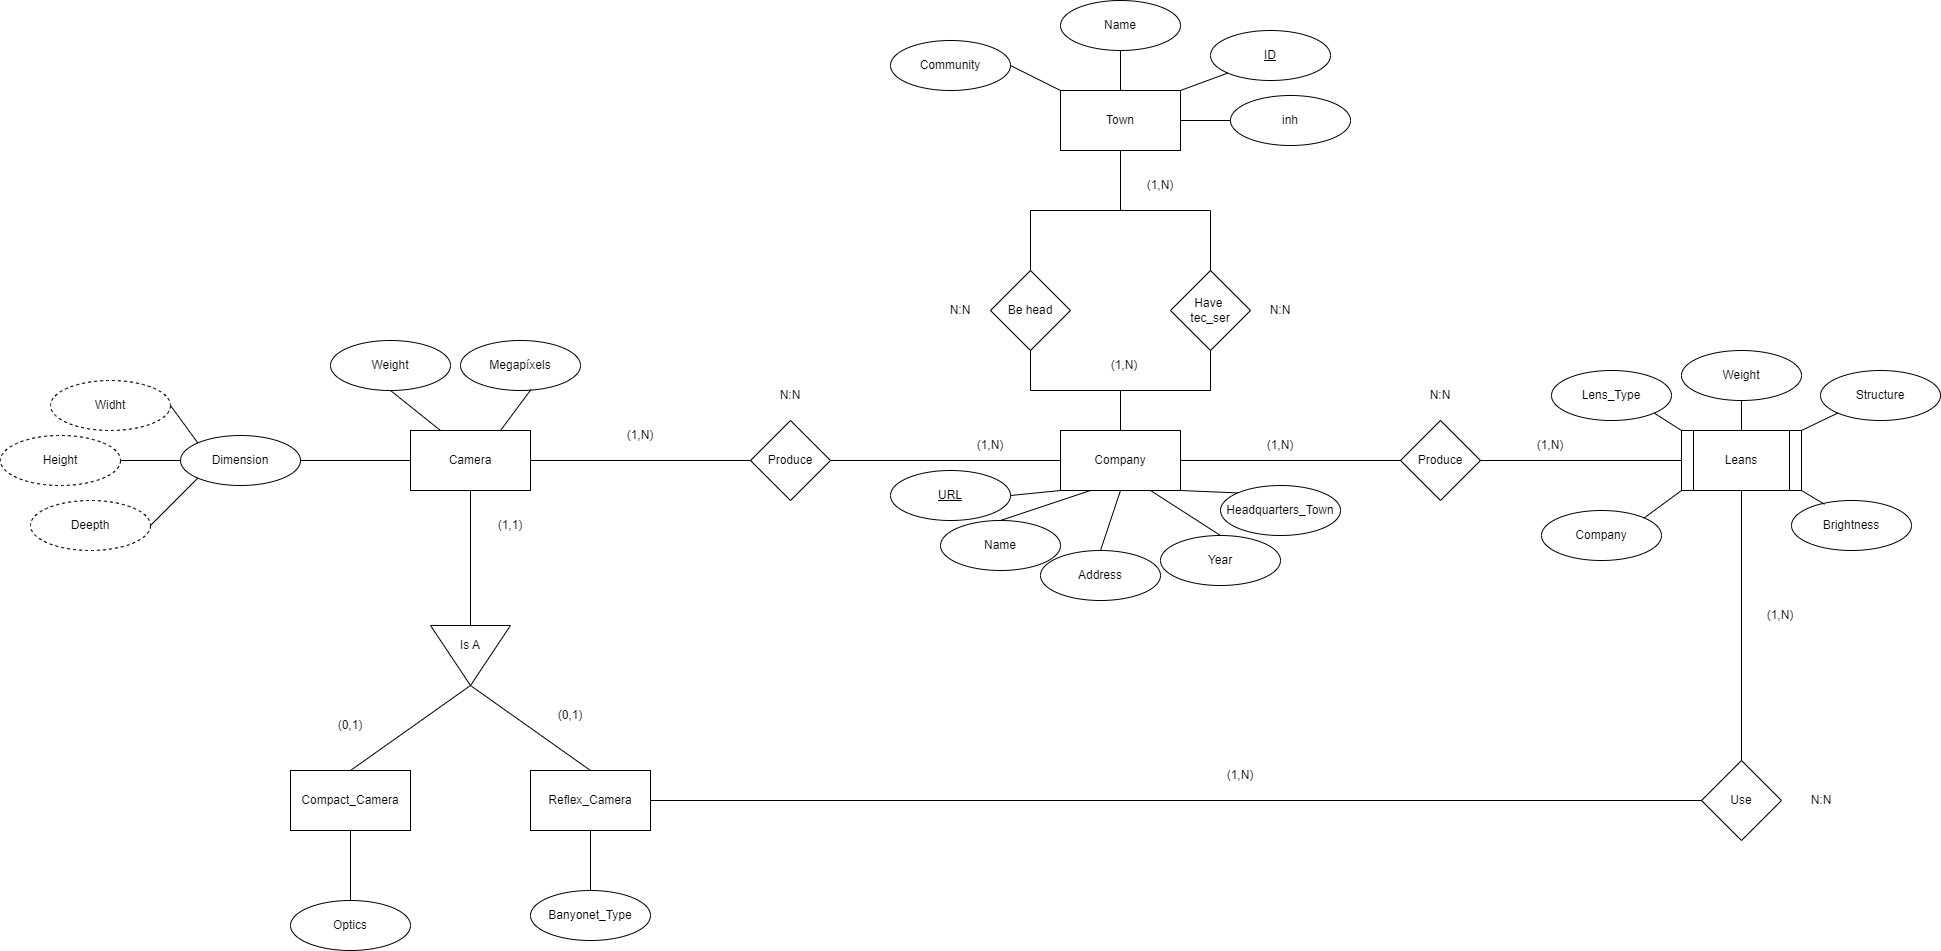 Name
Community
ID
Town
inh
(1,N)
N:N
Be head
Have
tec_ser
N:N
(1,N)
Weight
Megapíxels
Widht
Height
Dimension
Deepth
Camera
(1,N)
N:N
Produce
(1,N)
Company
(1,N)
N:N
Produce
(1,N)
Lens_Type
Weight
Structure
Leans
Company
Brightness
URL
Name
Address
Year
Headquarters_Town
(1,1)
Is A
(0,1)
(0,1)
(1,N)
Compact_Camera
Reflex_Camera
(1,N)
Use
N:N
Optics
Banyonet_Type